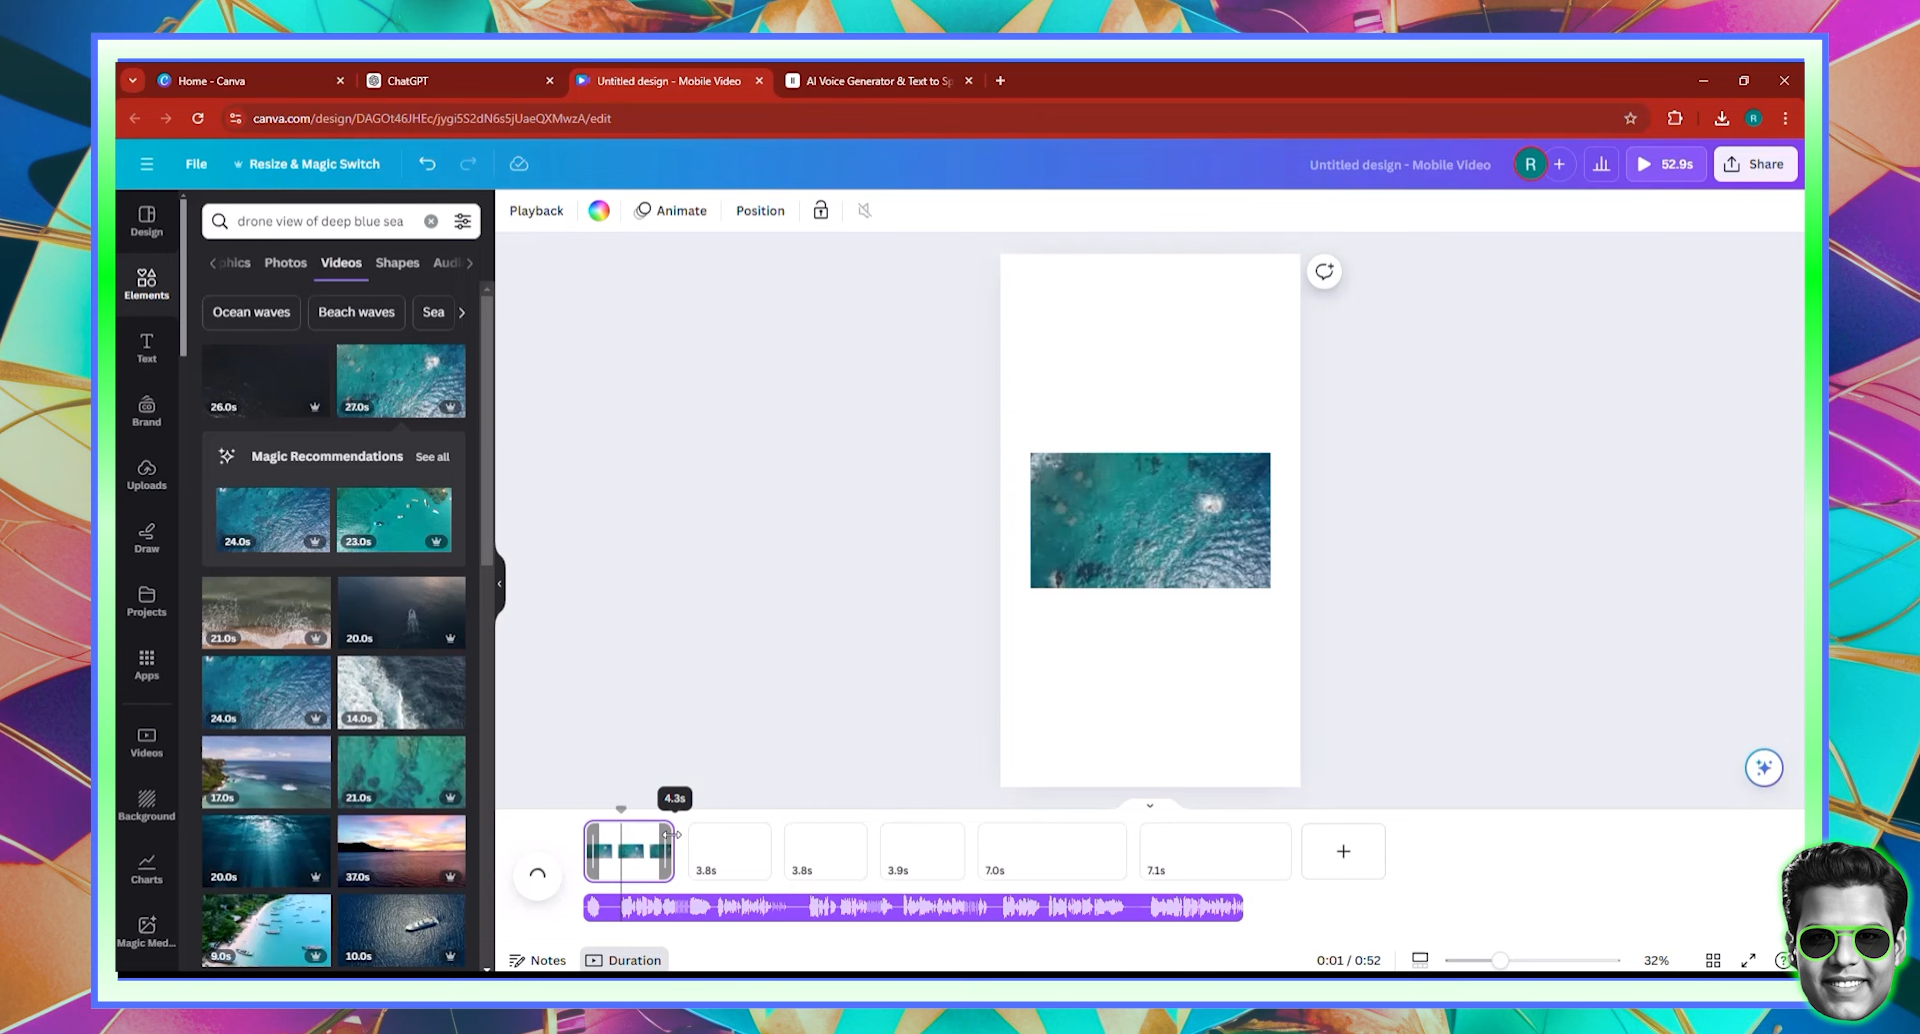 Home - Canva
ChatGPT
Untitled design - Mobile Video
AI Voice Generator & Text to Sp
canva.com/design/DAGOt46JHEc/jygi5S2dN6s5jUaeQXMwzA/edit
R
File
Resize & Magic Switch
Untitled design - Mobile Video
R
52.9s
Share
Design
Elements
Text
Brand
Uploads
Draw
Projects
Apps
Videos
Background
Charts
Magic Med...
drone view of deep blue sea
phics
Photos
Videos
Shapes
Audi
Ocean waves
Beach waves
Sea
26.0s
27.0s
Magic Recommendations
See all
24.0s
23.0s
21.0s
20.0s
24.0s
14.0s
17.0s
21.0s
20.0s
37.0s
9.0s
10.0s
Playback
Animate
Position
4.3s
3.8s
3.8s
3.9s
7.0s
7.1s
Notes
Duration
0:01 / 0:52
32%